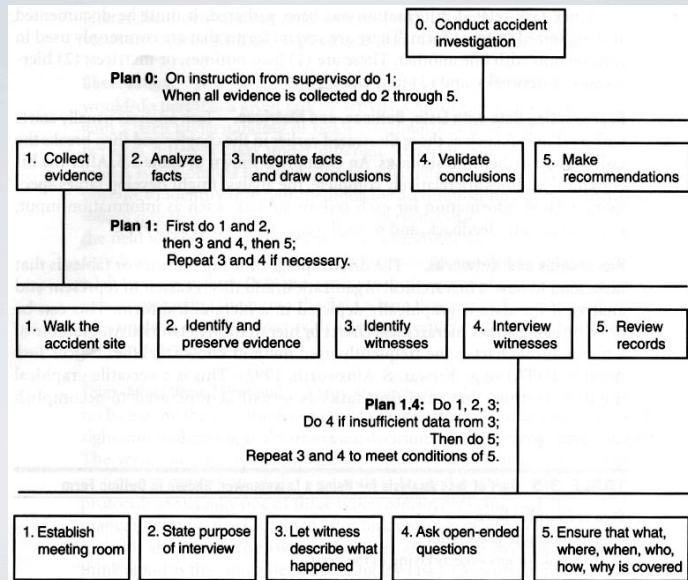 0. Conduct accident
investigation
Plan 0: On instruction from supervisor do 1;
When all evidence is collected do 2 through 5.
1. Collect
evidence
2. Analyze
facts
3. Integrate facts
and draw conclusions
4. Validate
conclusions
5. Make
recommendations
Plan 1: First do 1 and 2,
then 3 and 4, then 5;
Repeat 3 and 4 if necessary.
1. Walk the
accident site
2. Identify and
preserve evidence
3. Identify
witnesses
4. Interview
witnesses
5. Review
records
Plan 1.4: Do 1, 2, 3;
Do 4 if insufficient data from 3;
Then do 5;
Repeat 3 and 4 to meet conditions of 5.
1. Establish
meeting room
2. State purpose
of interview
3. Let witness
describe what
happened
4. Ask open-ended
questions
5. Ensure that what,
where, when, who,
how, why is covered